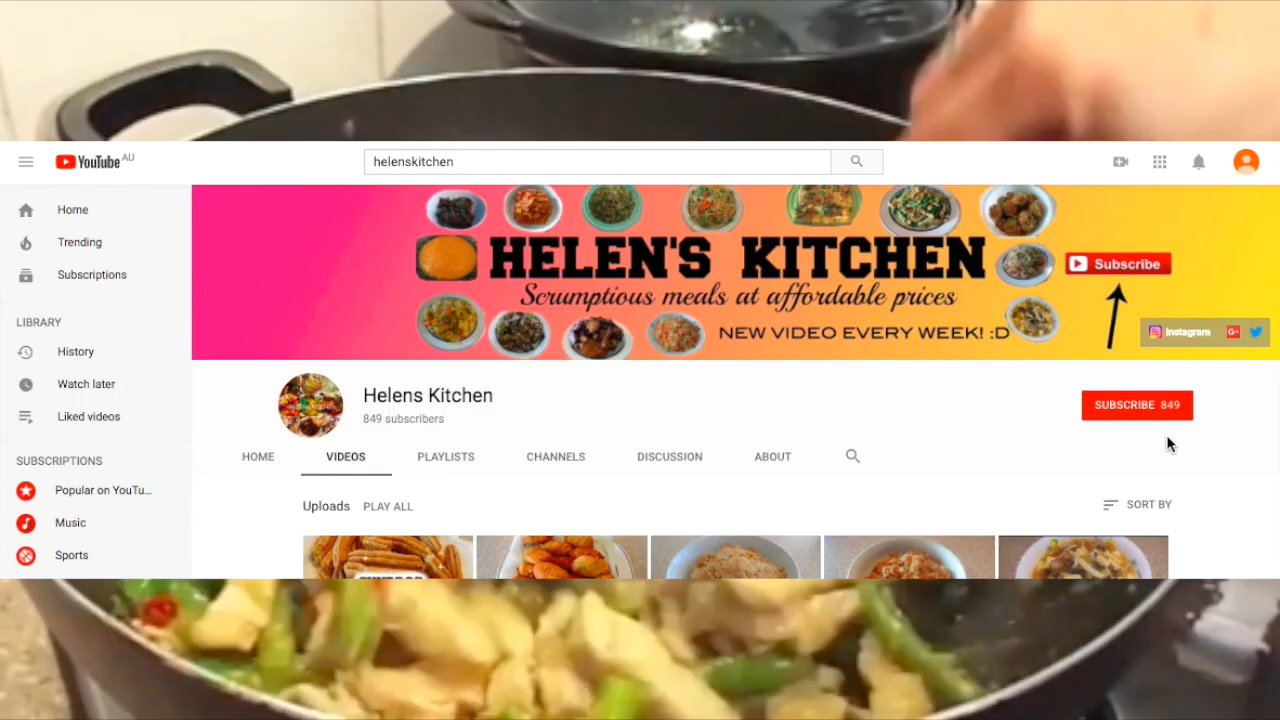 YouTube AU
helenskitchen
Home
Trending
Subscriptions
LIBRARY
History
Watch later
Liked videos
SUBSCRIPTIONS
Popular on YouTu...
Music
Sports
HELEN'S KITCHEN
Scrumptious meals at affordable prices
NEW VIDEO EVERY WEEK! :D
Subscribe
Instagram G+
Helens Kitchen
849 subscribers
SUBSCRIBE 849
HOME VIDEOS PLAYLISTS CHANNELS DISCUSSION ABOUT
Uploads PLAY ALL
SORT BY